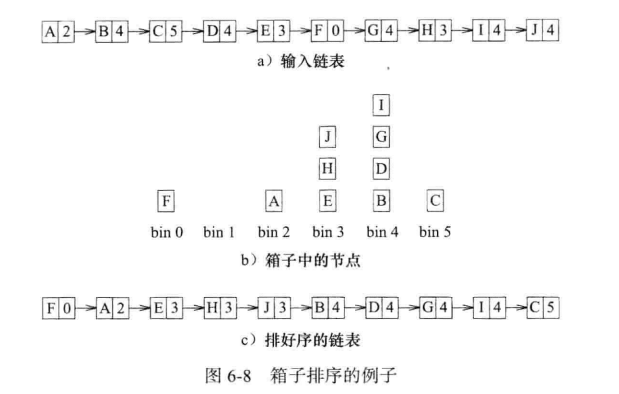 A 2 B 4 C 5 D 4 E 3 F 0 G 4 H 3 I 4 J 4
a）输入链表
I
J G
H D
F A E B C
bin 0 bin 1 bin 2 bin 3 bin 4 bin 5
b）箱子中的节点
F 0 A 2 E 3 H 3 J 3 B 4 D 4 G 4 I 4 C 5
c）排好序的链表
图 6-8 箱子排序的例子